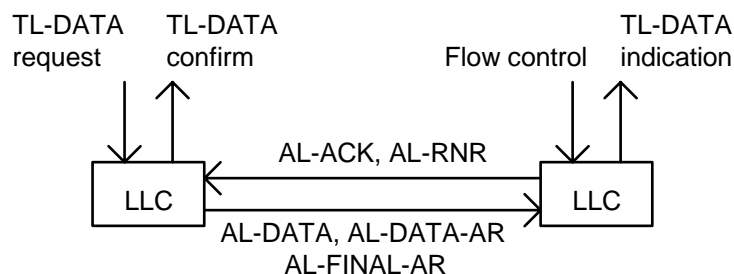 TL-DATA
request
TL-DATA
confirm
Flow control
TL-DATA
indication
AL-ACK, AL-RNR
LLC
LLC
AL-DATA, AL-DATA-AR
AL-FINAL-AR